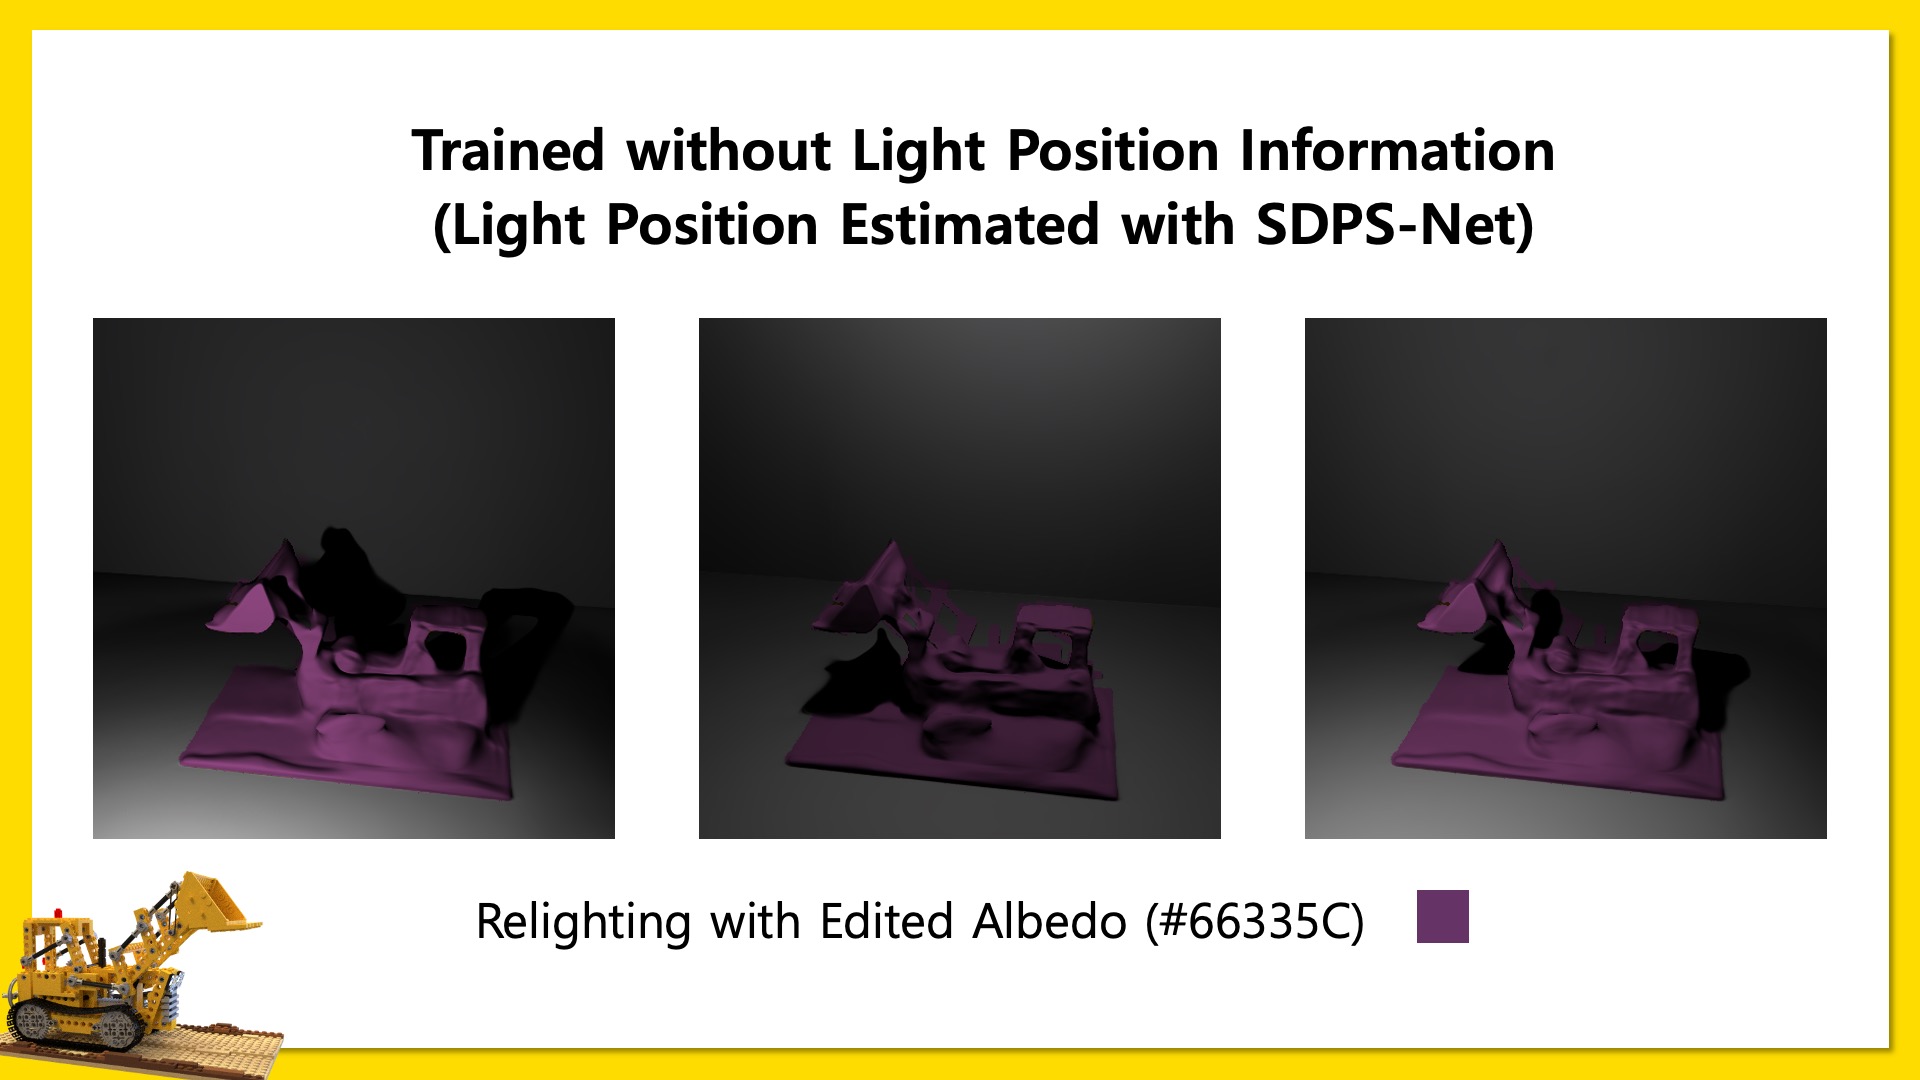 Trained without Light Position Information
(Light Position Estimated with SDPS-Net)
Relighting with Edited Albedo (#66335C)